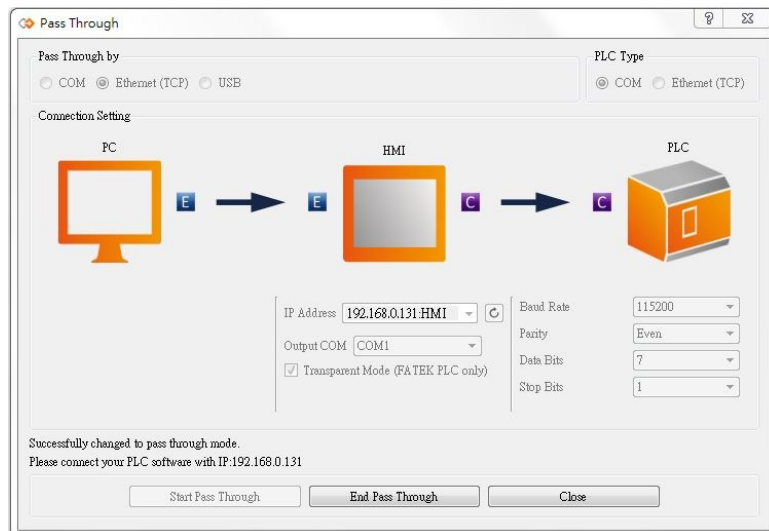 Pass Through
Pass Through by
PLC Type
COM Ethernet (TCP) USB
COM Ethernet (TCP)
Connection Setting
PC
HMI
PLC
E
E
C
C
IP Address 192.168.0.131:HMI
Output COM COM1
Transparent Mode (FATEK PLC only)
Baud Rate 115200
Parity Even
Data Bits 7
Stop Bits 1
Successfully changed to pass through mode.
Please connect your PLC software with IP:192.168.0.131
Start Pass Through End Pass Through Close